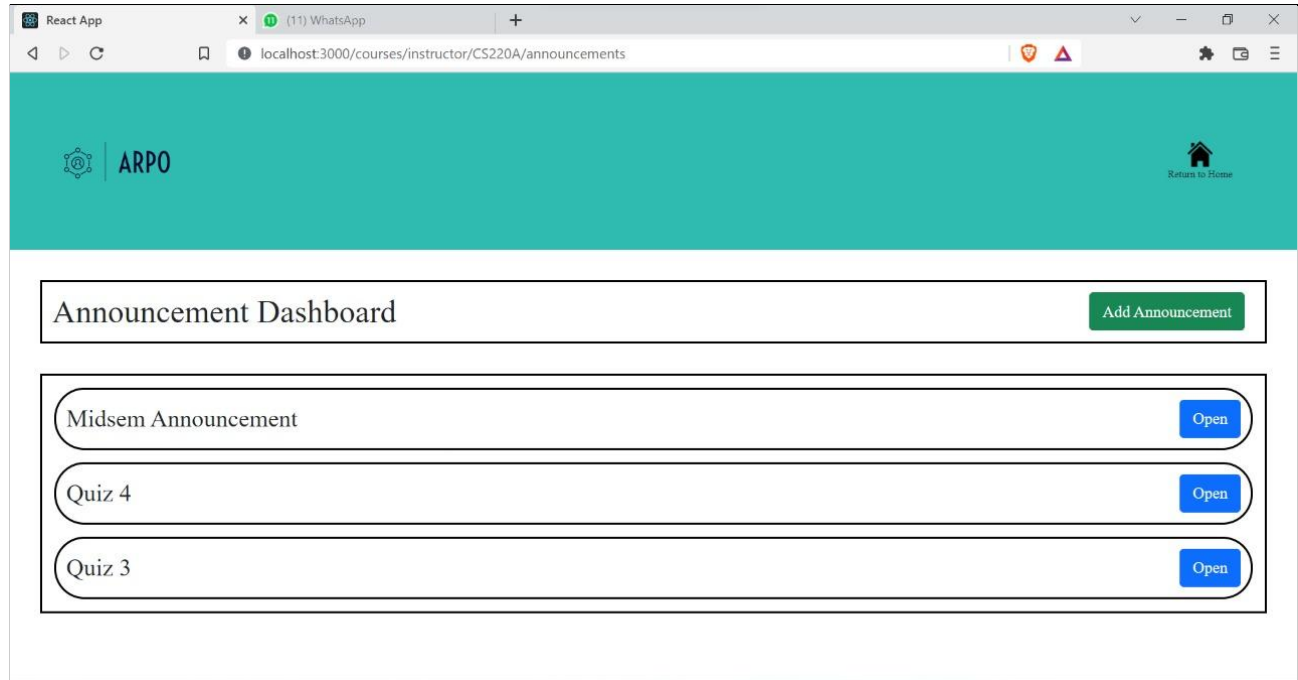 React App
(11) WhatsApp
localhost:3000/courses/instructor/CS220A/announcements
ARPO
Return to Home
Announcement Dashboard
Add Announcement
Midsem Announcement
Open
Quiz 4
Open
Quiz 3
Open